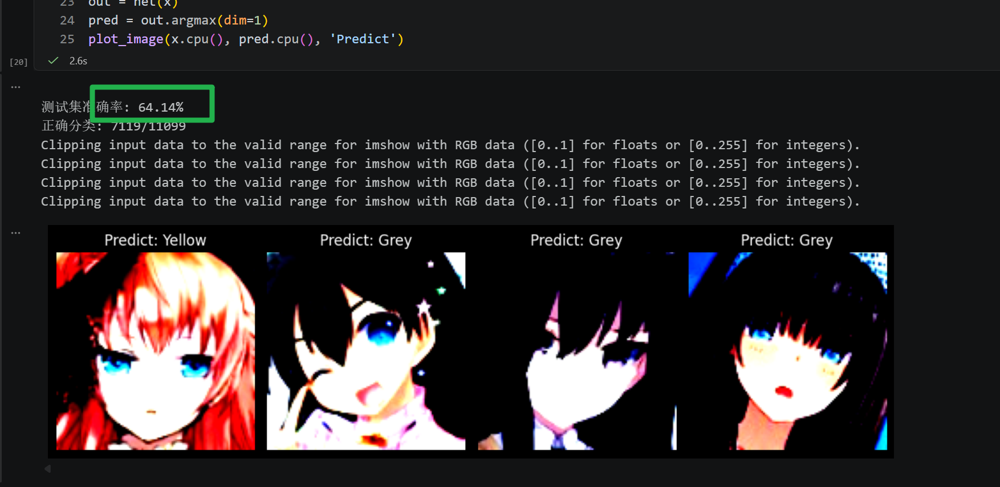 23 out = net(x)
24 pred = out.argmax(dim=1)
25 plot_image(x.cpu(), pred.cpu(), 'Predict')
[20] 2.6s
测试集准确率: 64.14%
正确分类: 7119/11099
Clipping input data to the valid range for imshow with RGB data ([0..1] for floats or [0..255] for integers).
Clipping input data to the valid range for imshow with RGB data ([0..1] for floats or [0..255] for integers).
Clipping input data to the valid range for imshow with RGB data ([0..1] for floats or [0..255] for integers).
Clipping input data to the valid range for imshow with RGB data ([0..1] for floats or [0..255] for integers).
Predict: Yellow Predict: Grey Predict: Grey Predict: Grey